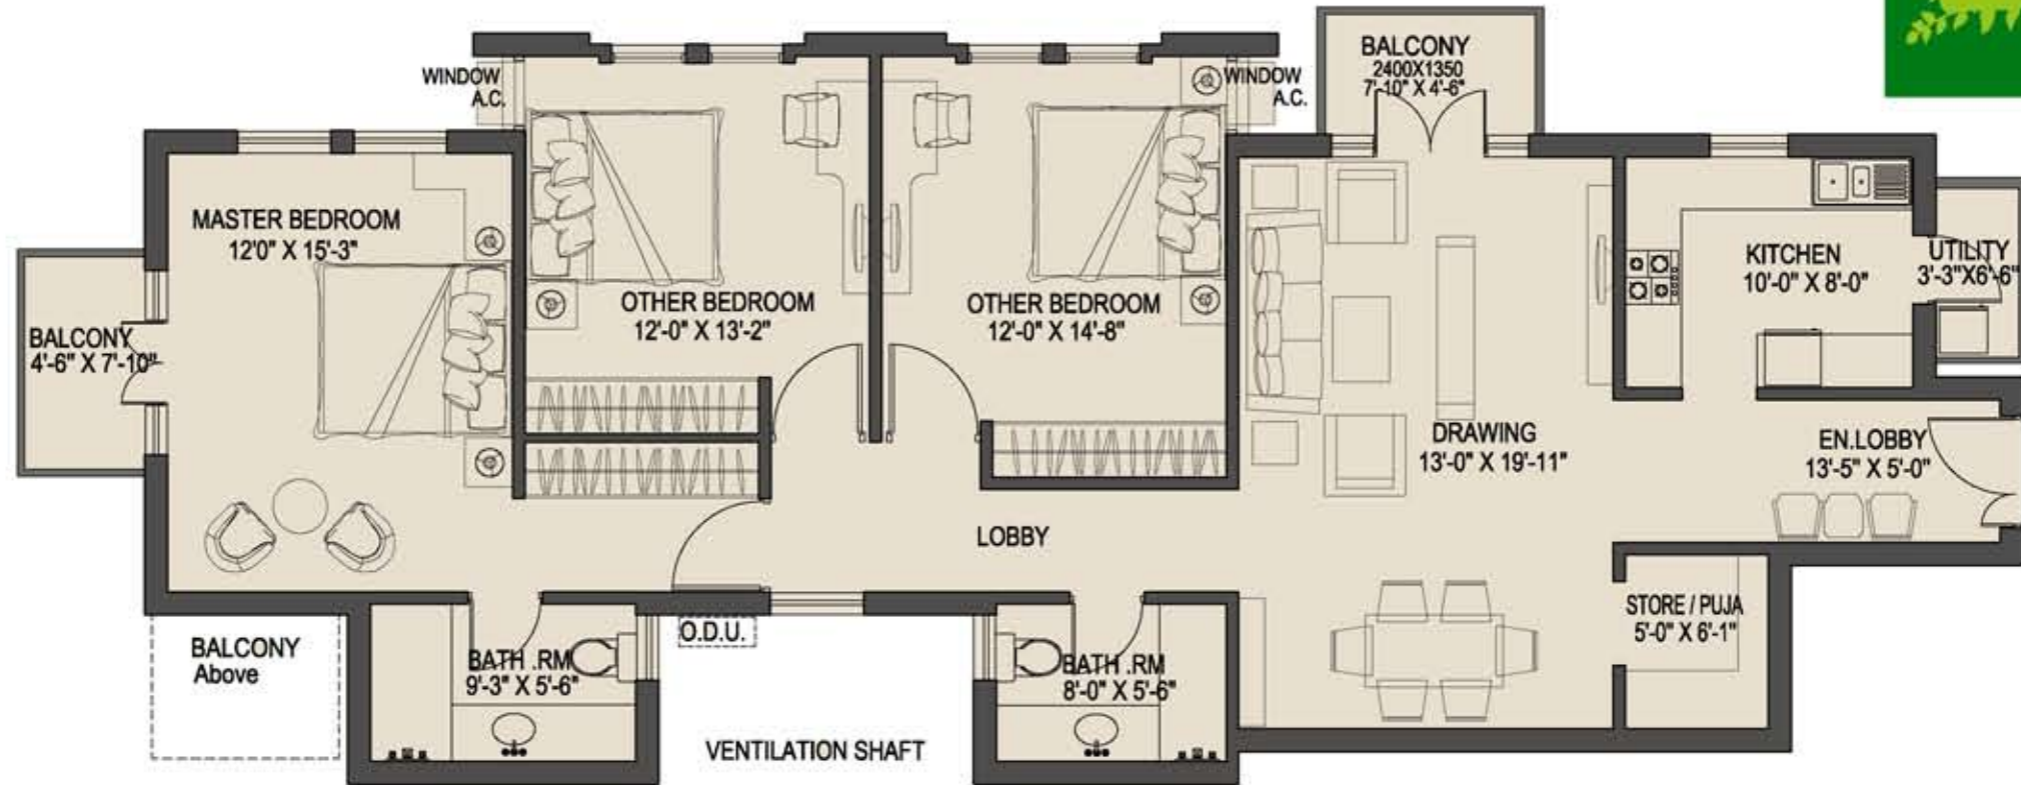 BALCONY
2400X1350
7'-10" X 4'-6"
WINDOW
A.C.
WINDOW
A.C.
MASTER BEDROOM
12'0" X 15'-3"
OTHER BEDROOM
12'-0" X 13'-2"
OTHER BEDROOM
12'-0" X 14'-8"
KITCHEN
10'-0" X 8'-0"
UTILITY
3'-3"X6'-6"
BALCONY
4'-6" X 7'-10"
DRAWING
13'-0" X 19'-11"
EN.LOBBY
13'-5" X 5'-0"
LOBBY
STORE / PUJA
5'-0" X 6'-1"
BALCONY
Above
O.D.U.
BATH .RM
9'-3" X 5'-6"
BATH .RM
8'-0" X 5'-6"
VENTILATION SHAFT